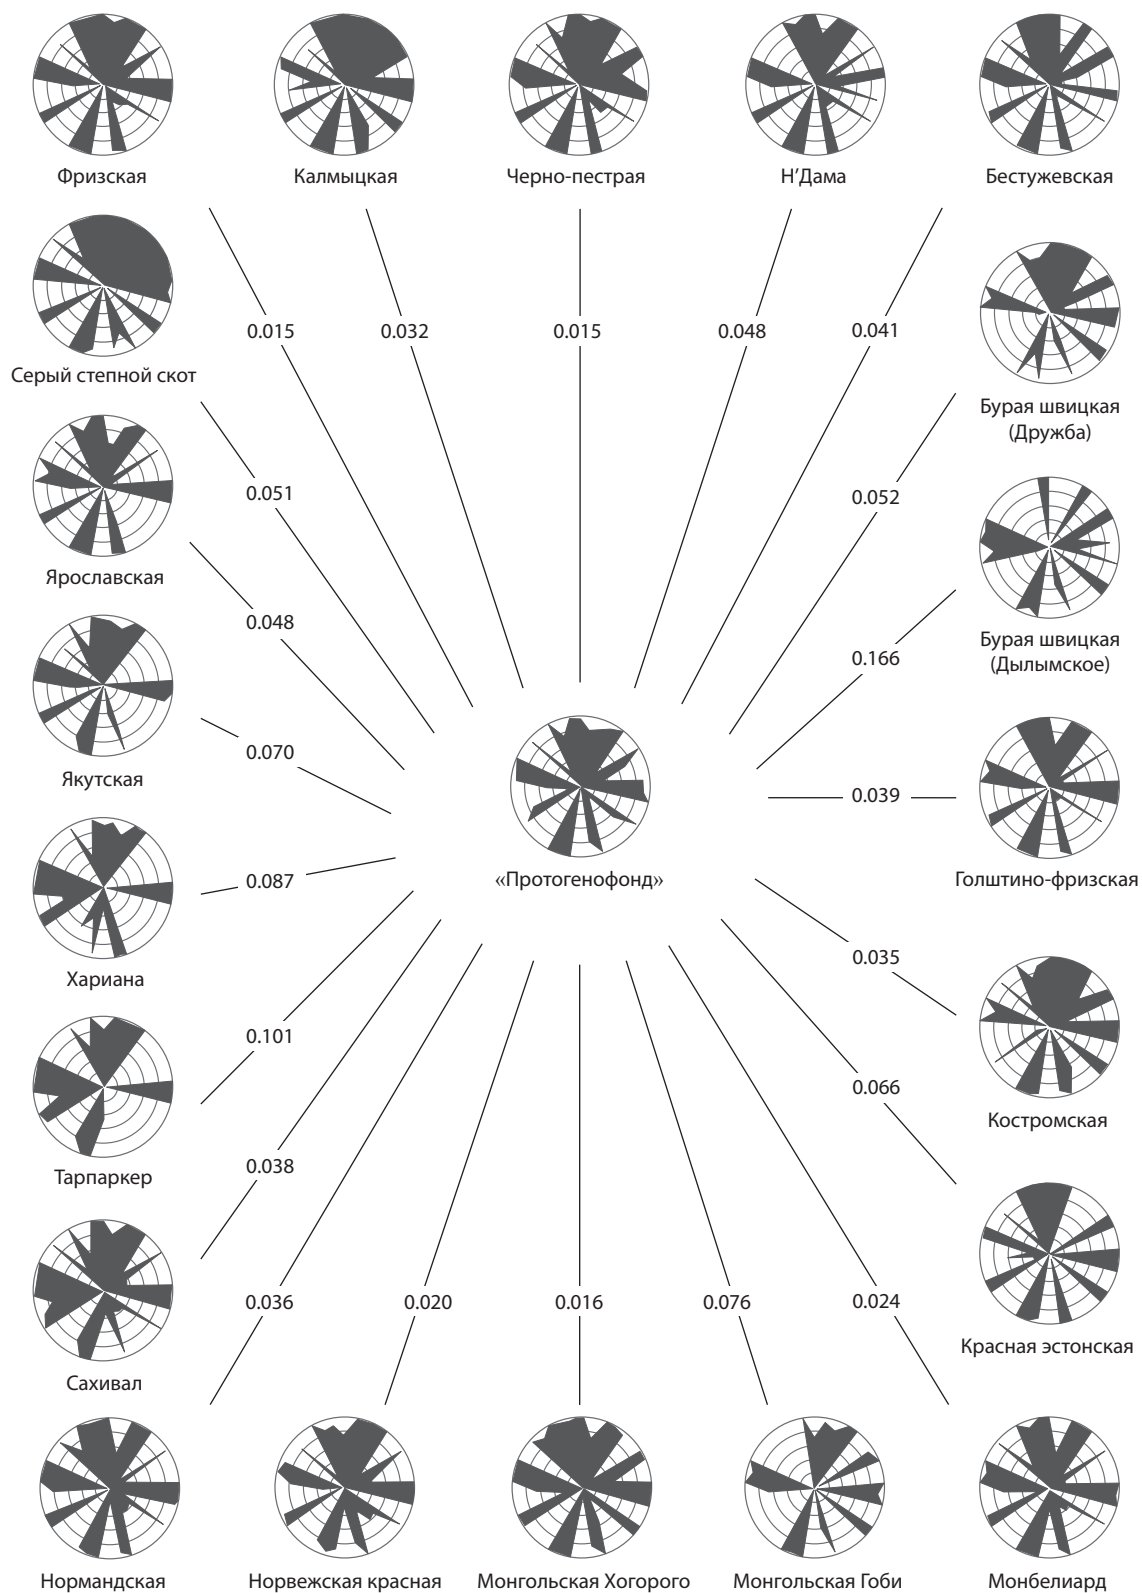 Фризская
Калмыцкая
Черно-пестрая
Н'Дама
Бестужевская
Серый степной скот
0.015
0.032
0.015
0.048
0.041
Бурая швицкая
(Дружба)
0.051
0.052
Ярославская
0.048
Бурая швицкая
(Дылымское)
0.166
0.070
Якутская
0.039
«Протогенофонд»
Голштино-фризская
0.087
Хариана
0.035
0.101
0.066
Костромская
Тарпаркер
0.038
0.036
0.020
0.016
0.076
0.024
Красная эстонская
Сахивал
Нормандская
Норвежская красная
Монгольская Хогорого
Монгольская Гоби
Монбелиард